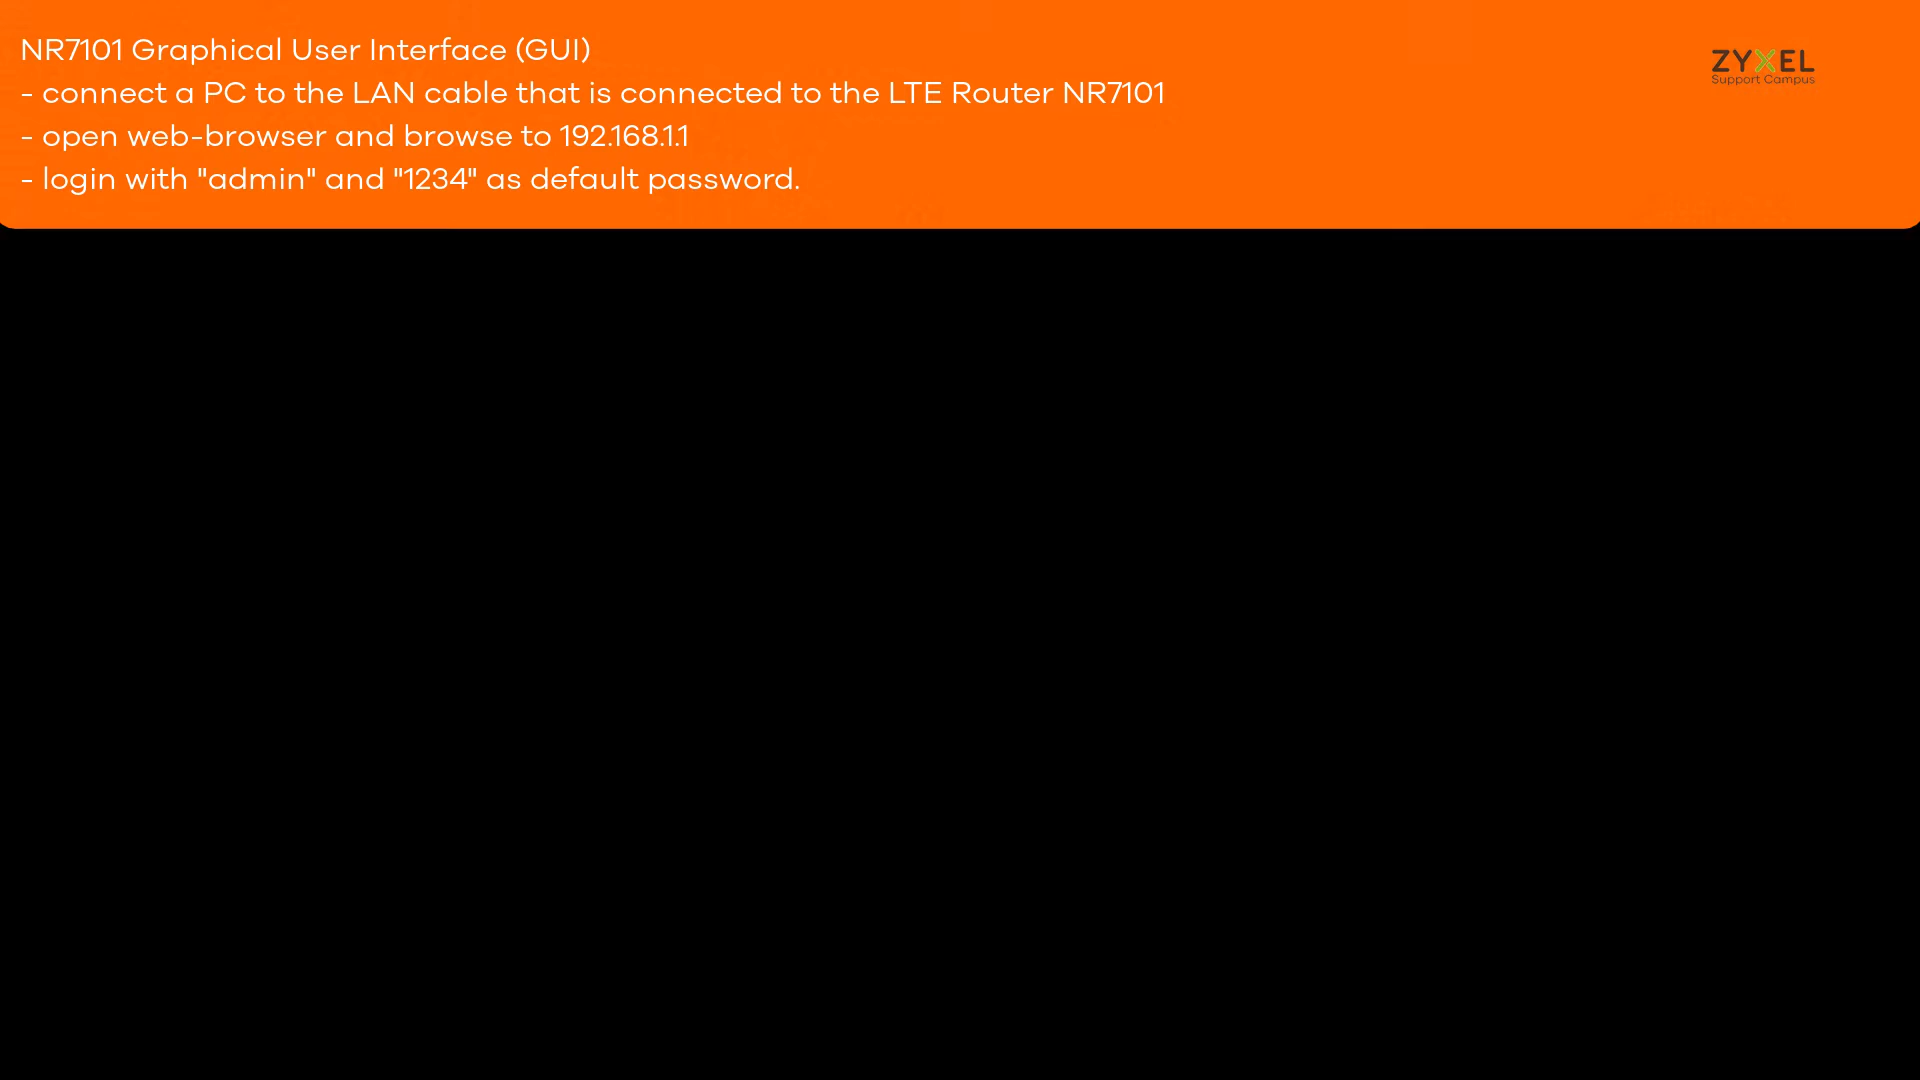 NR7101 Graphical User Interface (GUI)
- connect a PC to the LAN cable that is connected to the LTE Router NR7101
- open web-browser and browse to 192.168.1.1
- login with "admin" and "1234" as default password.
ZYXEL
Support Campus